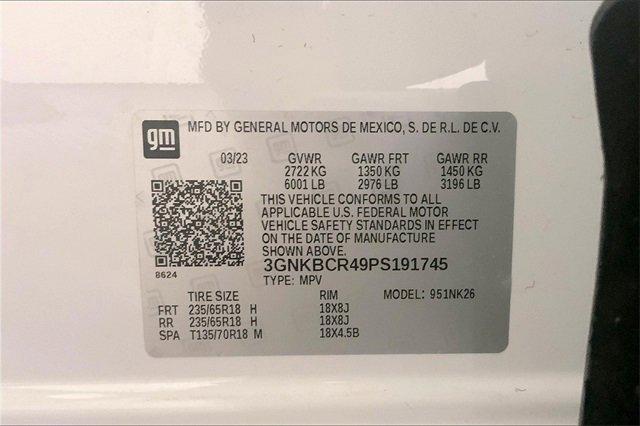 gm MFD BY GENERAL MOTORS DE MEXICO, S. DE R.L. DE C.V.
03/23 GVWR GAWR FRT GAWR RR
2722 KG 1350 KG 1450 KG
6001 LB 2976 LB 3196 LB
THIS VEHICLE CONFORMS TO ALL
APPLICABLE U.S. FEDERAL MOTOR
VEHICLE SAFETY STANDARDS IN EFFECT
ON THE DATE OF MANUFACTURE
SHOWN ABOVE.
3GNKBCR49PS191745
8624 TYPE: MPV
TIRE SIZE RIM MODEL: 951NK26
FRT 235/65R18 H 18X8J
RR 235/65R18 H 18X8J
SPA T135/70R18 M 18X4.5B